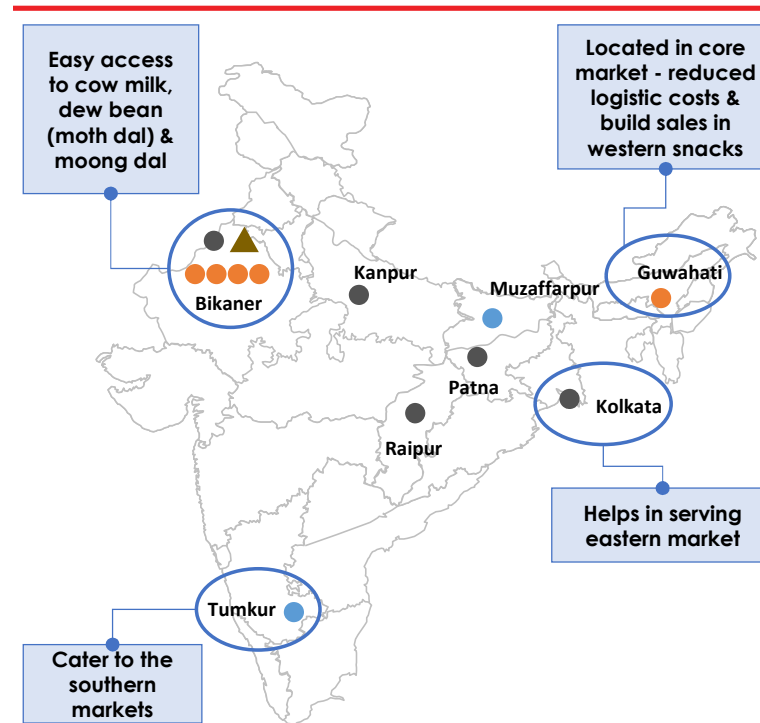 Easy access
to cow milk,
dew bean
(moth dal) &
moong dal
Located in core
market - reduced
logistic costs &
build sales in
western snacks
Bikaner
Kanpur
Muzaffarpur
Guwahati
Patna
Kolkata
Raipur
Helps in serving
eastern market
Tumkur
Cater to the
southern
markets